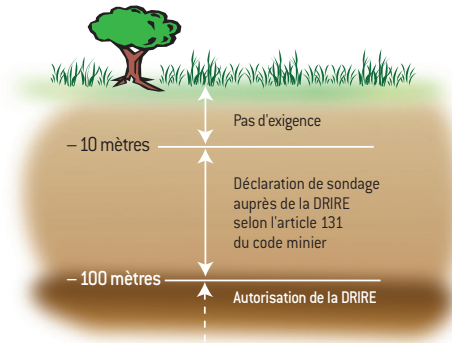 Pas d'exigence
– 10 mètres
Déclaration de sondage
auprès de la DRIRE
selon l'article 131
du code minier
– 100 mètres
Autorisation de la DRIRE